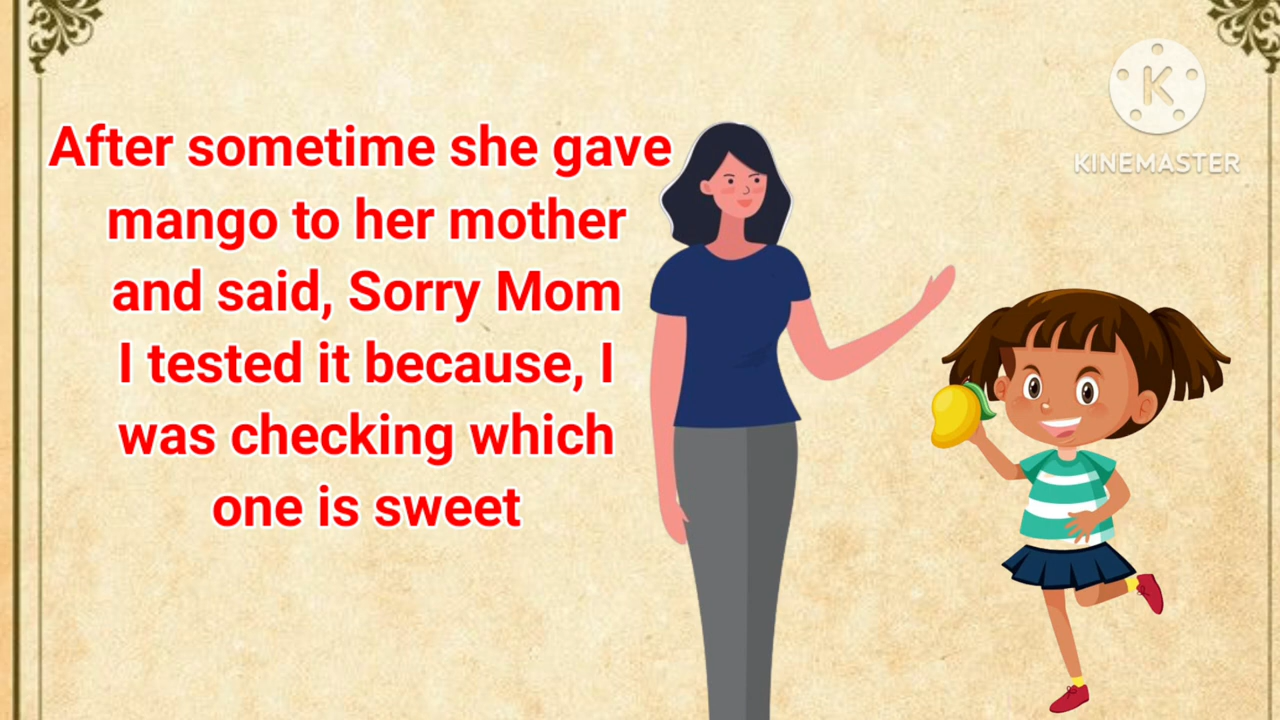 After sometime she gave
mango to her mother
and said, Sorry Mom
I tested it because, I
was checking which
one is sweet
K
KINEMASTER